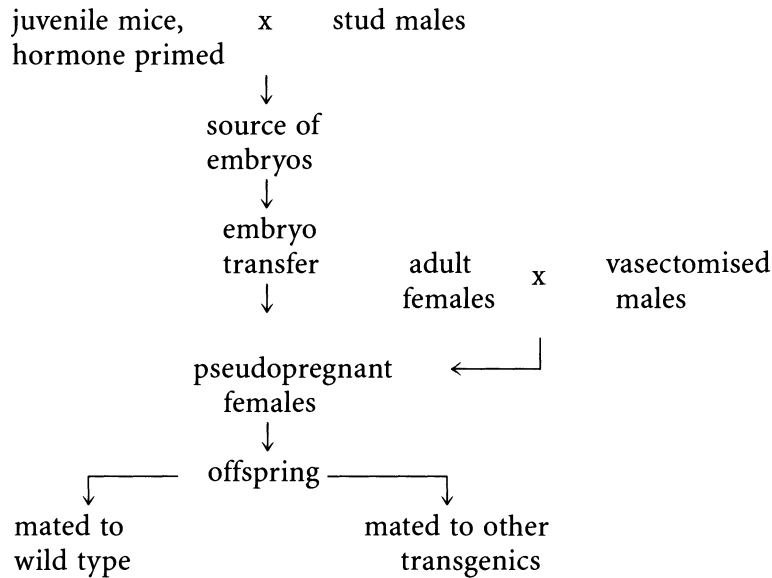 juvenile mice, x stud males
hormone primed
source of
embryos
embryo
transfer
adult x vasectomised
females males
pseudopregnant
females
offspring
mated to mated to other
wild type transgenics